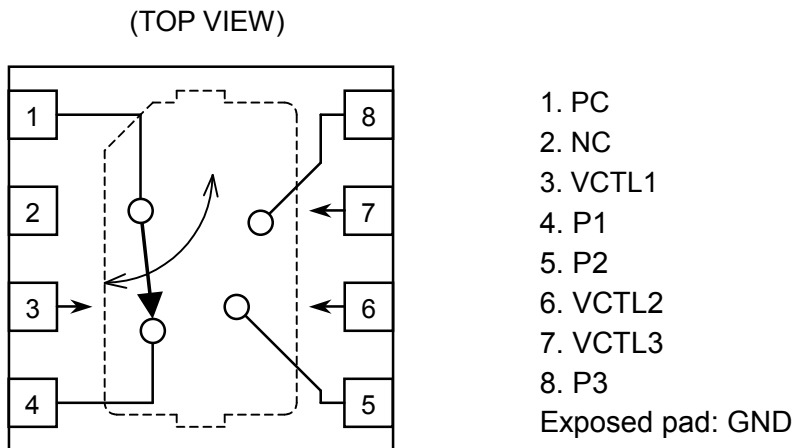 (TOP VIEW)
1
2
3
4
8
7
6
5
1. PC
2. NC
3. VCTL1
4. P1
5. P2
6. VCTL2
7. VCTL3
8. P3
Exposed pad: GND